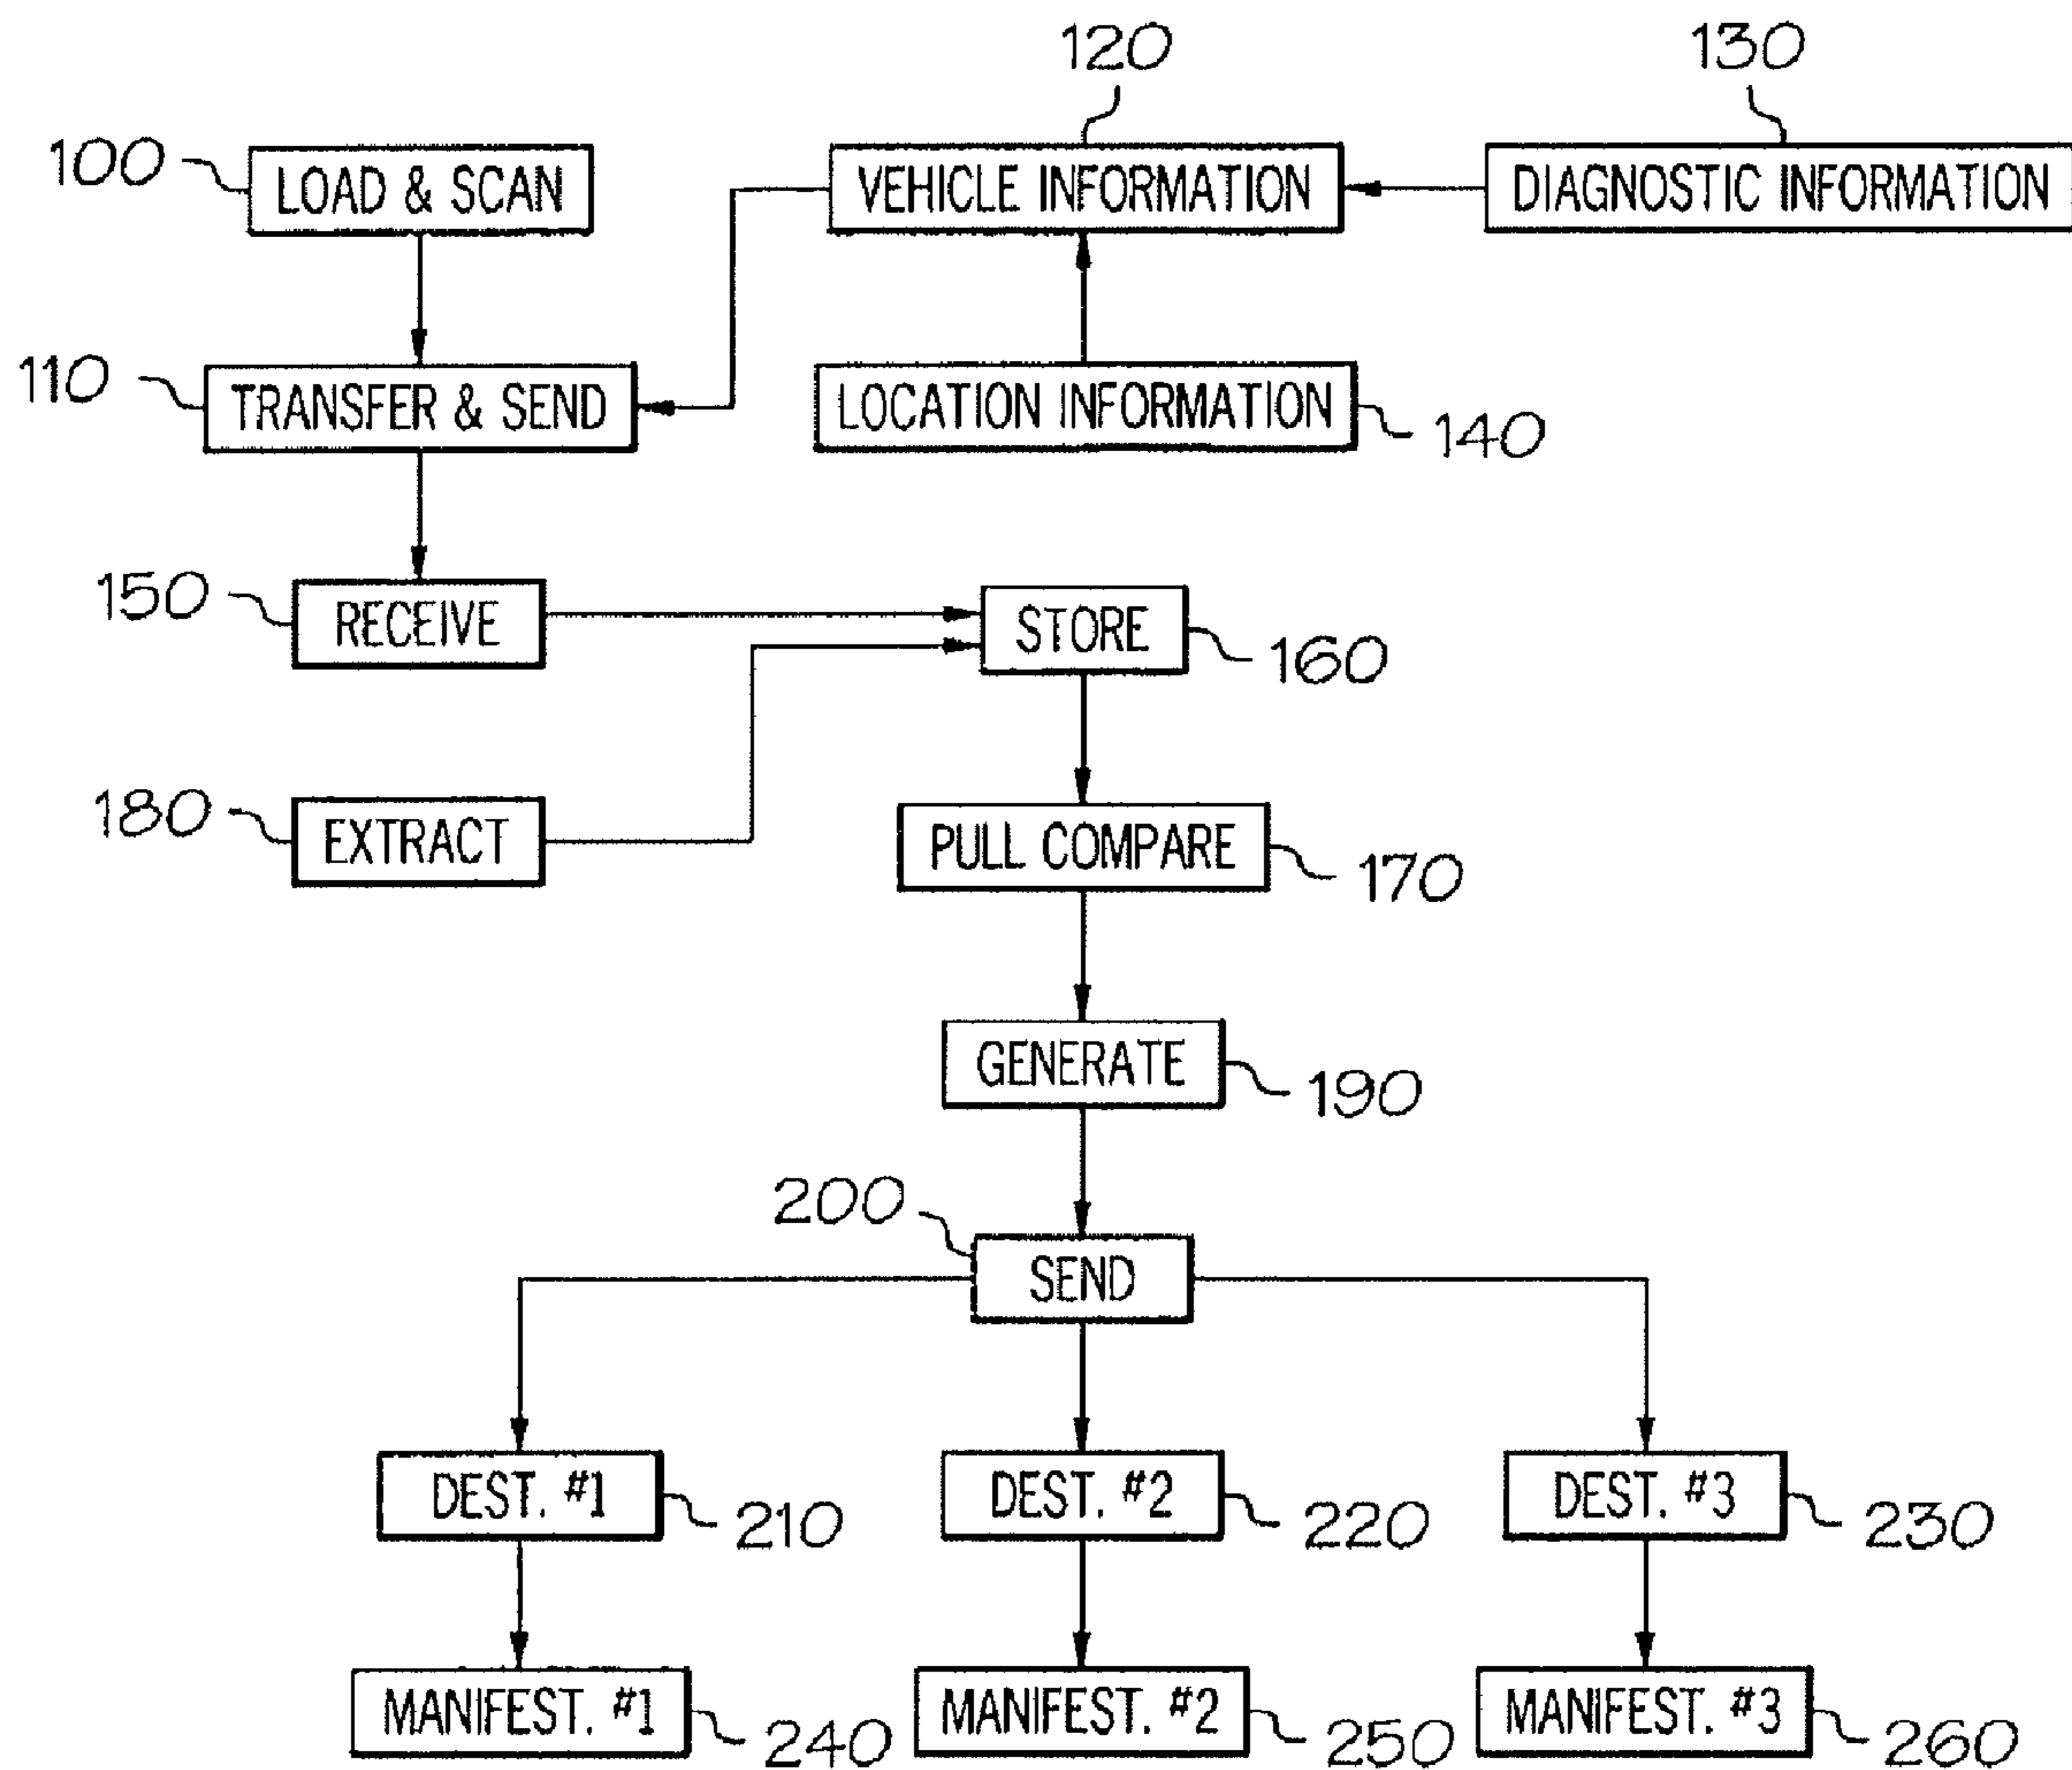 120
130
100
LOAD & SCAN
VEHICLE INFORMATION
DIAGNOSTIC INFORMATION
110
TRANSFER & SEND
LOCATION INFORMATION
140
150
RECEIVE
STORE
160
180
EXTRACT
PULL COMPARE
170
GENERATE
190
200
SEND
DEST. #1
210
DEST. #2
220
DEST. #3
230
MANIFEST. #1
240
MANIFEST. #2
250
MANIFEST. #3
260